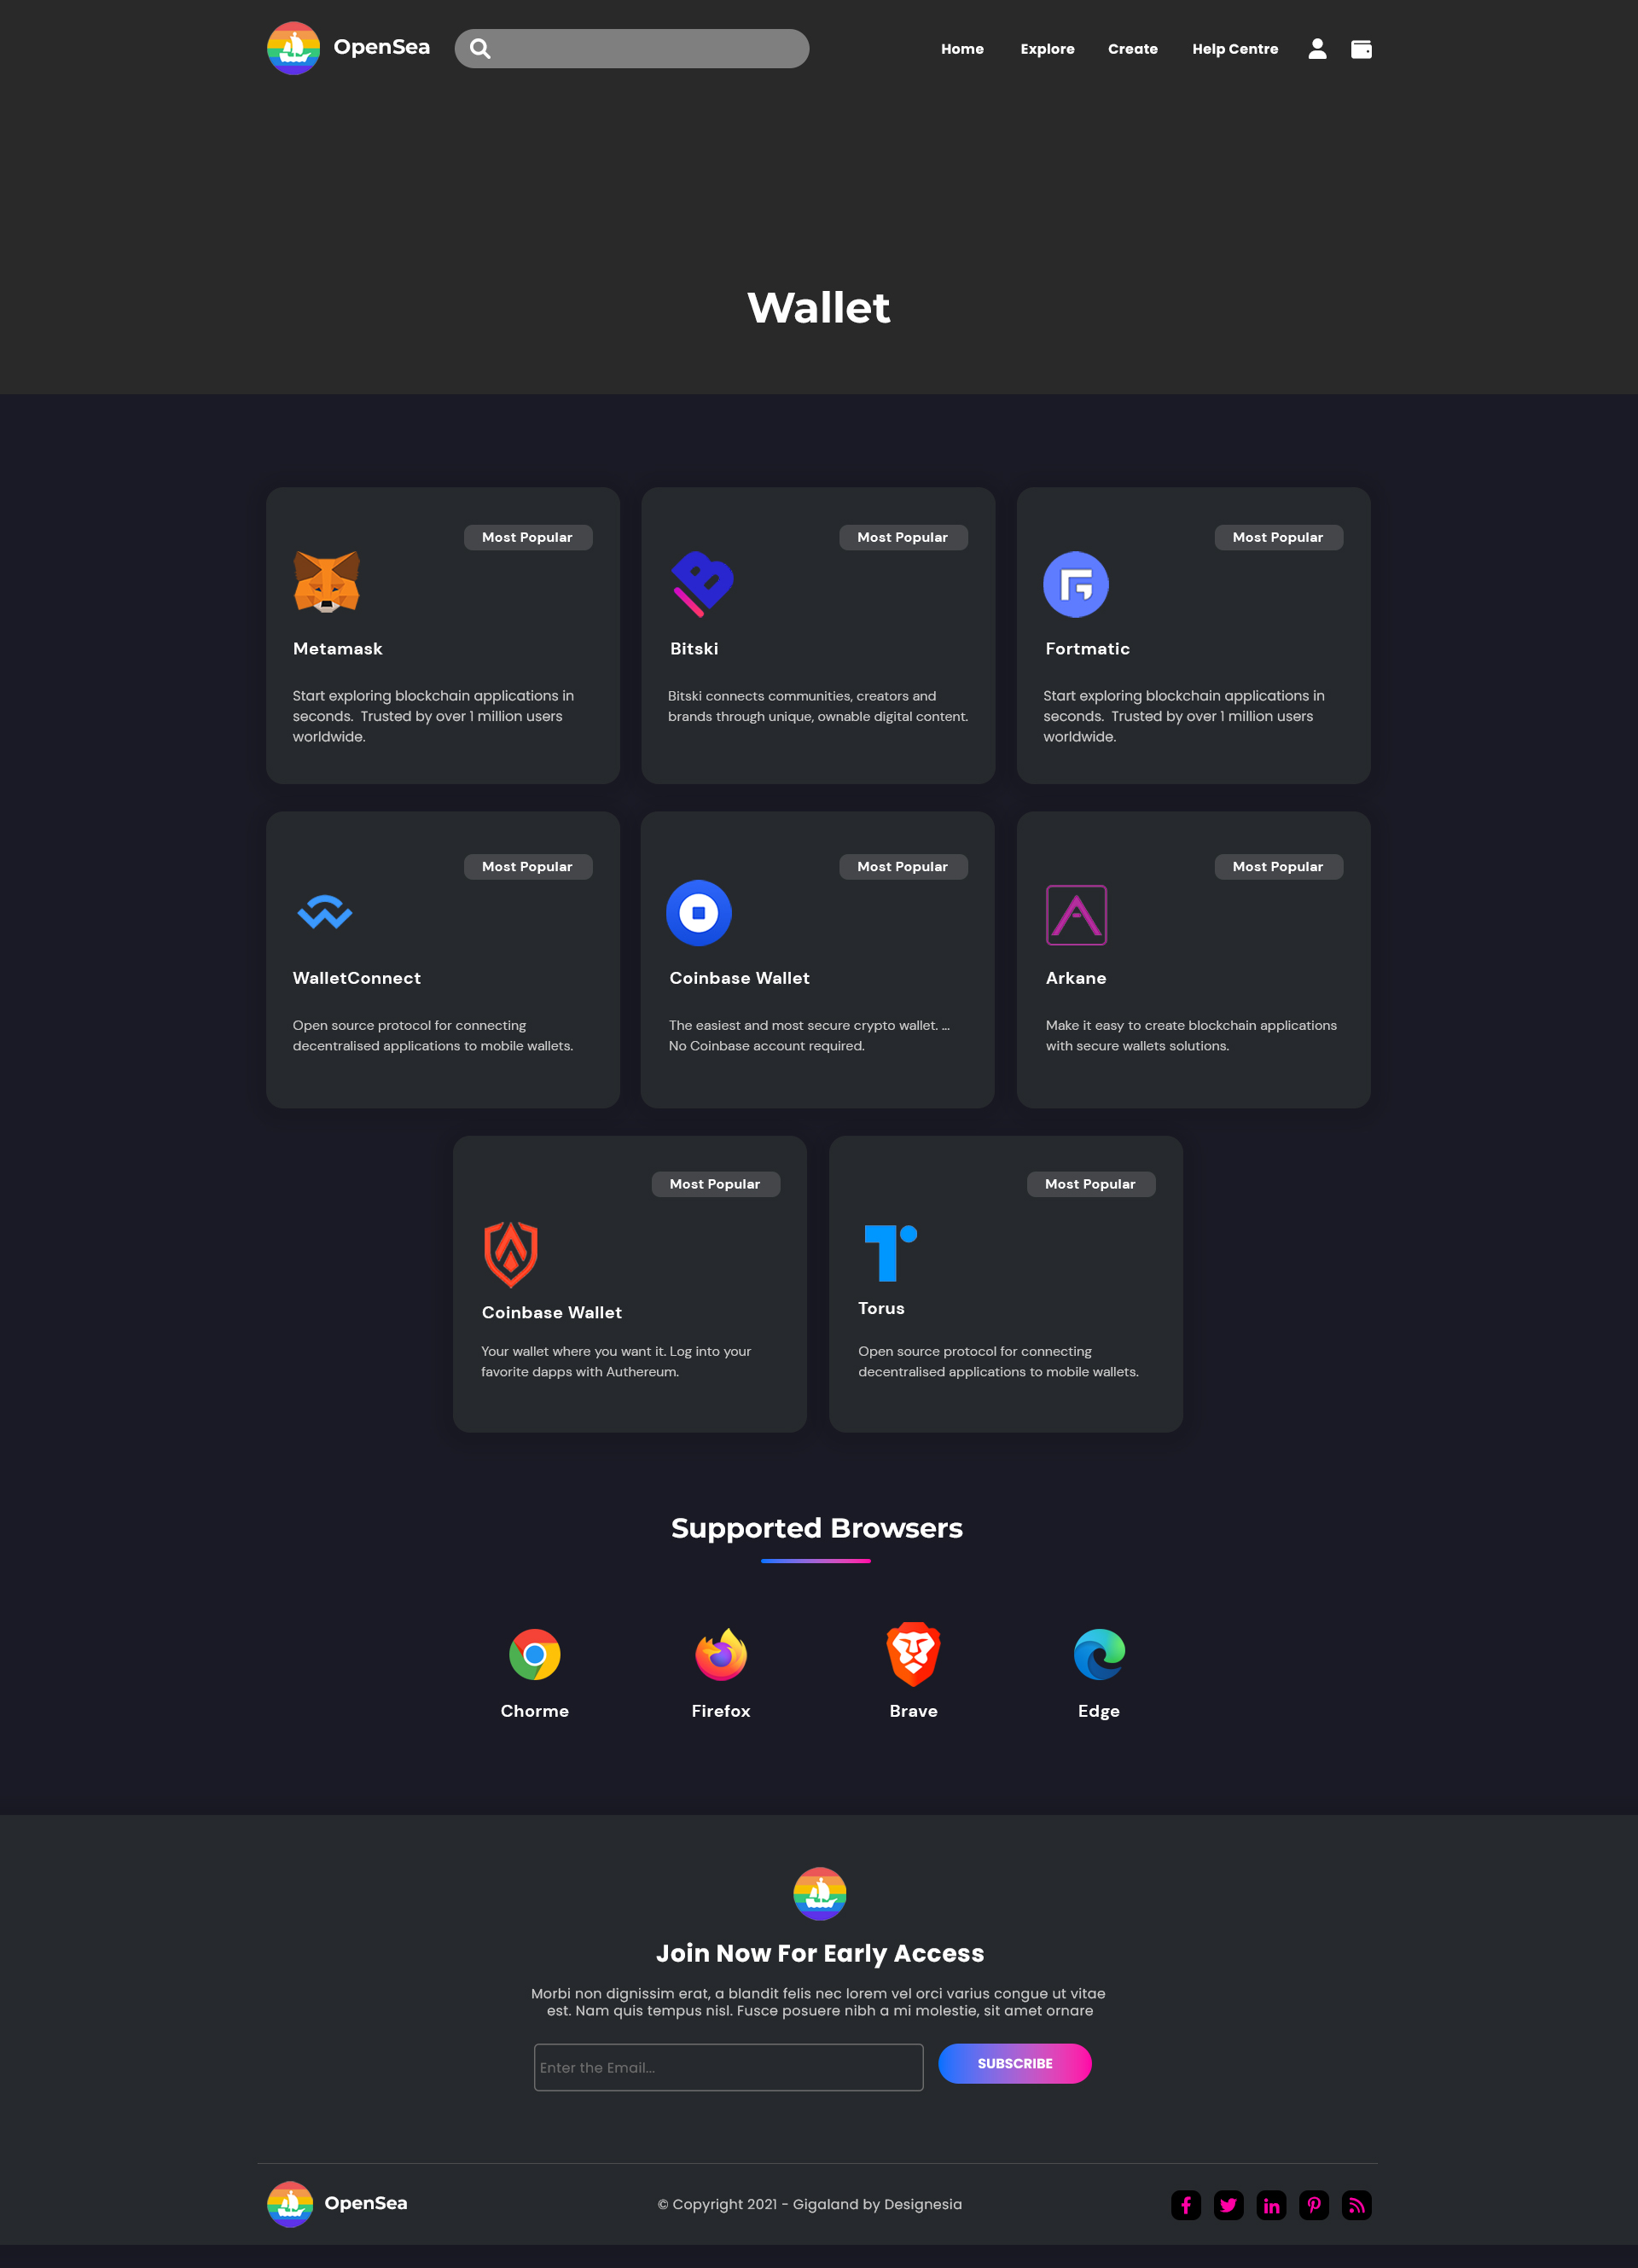 OpenSea
Home
Explore
Create
Help Centre
Wallet
Most Popular
Metamask
Start exploring blockchain applications in
seconds.  Trusted by over 1 million users
worldwide.
Most Popular
Bitski
Bitski connects communities, creators and
brands through unique, ownable digital content.
Most Popular
Fortmatic
Start exploring blockchain applications in
seconds.  Trusted by over 1 million users
worldwide.
Most Popular
WalletConnect
Open source protocol for connecting
decentralised applications to mobile wallets.
Most Popular
Coinbase Wallet
The easiest and most secure crypto wallet. ...
No Coinbase account required.
Most Popular
Arkane
Make it easy to create blockchain applications
with secure wallets solutions.
Most Popular
Coinbase Wallet
Your wallet where you want it. Log into your
favorite dapps with Authereum.
Most Popular
Torus
Open source protocol for connecting
decentralised applications to mobile wallets.
Supported Browsers
Chorme
Firefox
Brave
Edge
Join Now For Early Access
Morbi non dignissim erat, a blandit felis nec lorem vel orci varius congue ut vitae
est. Nam quis tempus nisl. Fusce posuere nibh a mi molestie, sit amet ornare
Enter the Email...
SUBSCRIBE
OpenSea
© Copyright 2021 - Gigaland by Designesia